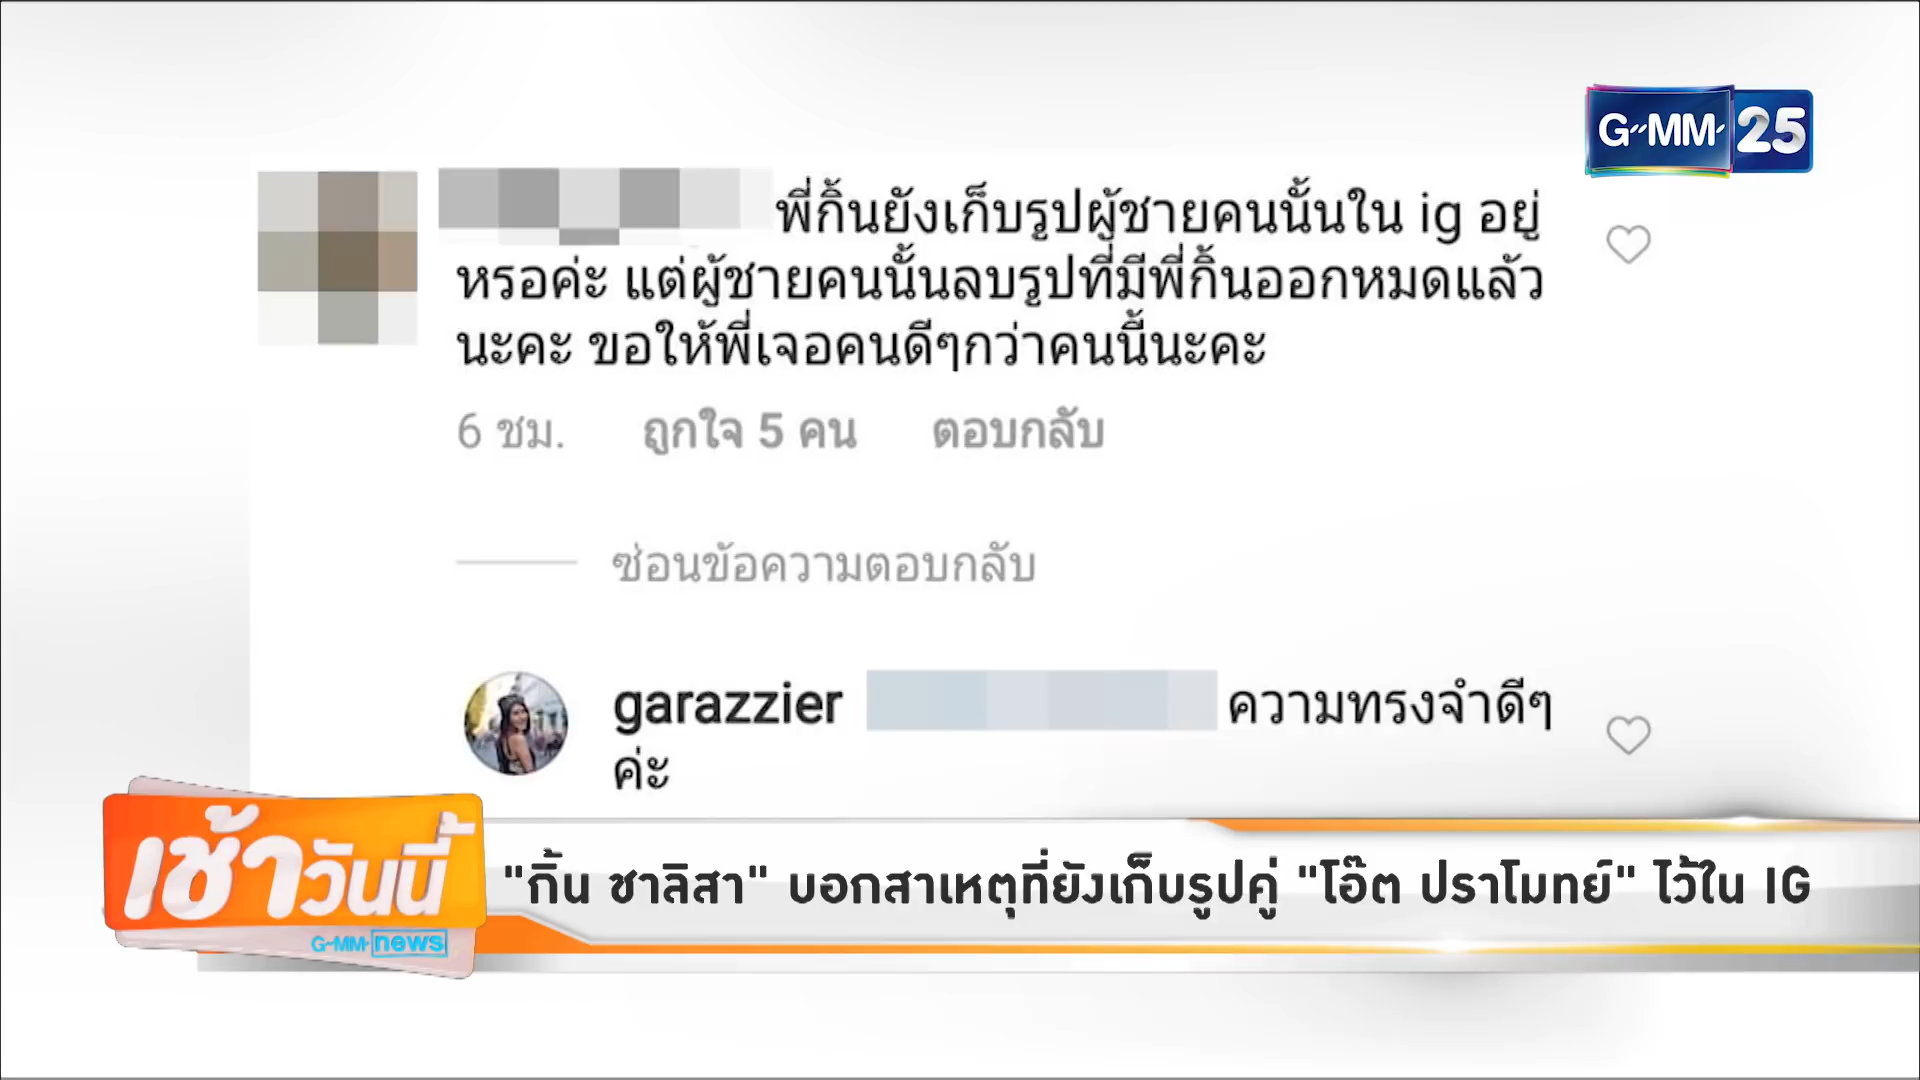 G-MM 25
พี่กิ้นยังเก็บรูปผู้ชายคนนั้นใน ig อยู่
หรอค่ะ แต่ผู้ชายคนนั้นลบรูปที่มีพี่กิ้นออกหมดแล้ว
นะคะ ขอให้พี่เจอคนดีๆกว่าคนนี้นะคะ
6 ชม. ถูกใจ 5 คน ตอบกลับ
ซ่อนข้อความตอบกลับ
garazzier ความทรงจำดีๆ
ค่ะ
เช้าวันนี้
G-MM news
"กิ้น ชาลิสา" บอกสาเหตุที่ยังเก็บรูปคู่ "โอ๊ต ปราโมทย์" ไว้ใน IG